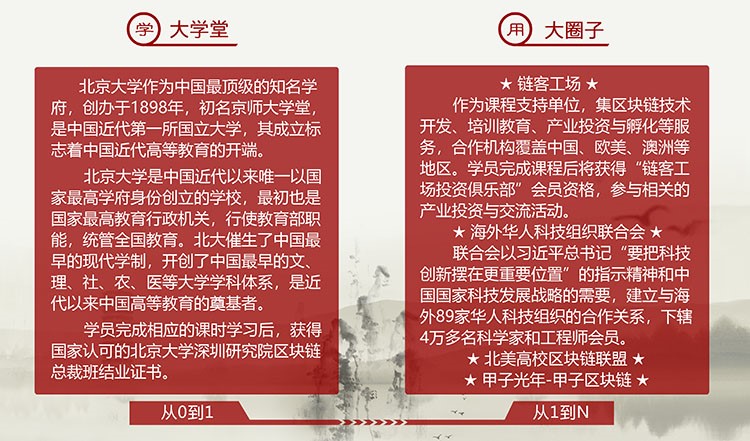 学 大学堂
北京大学作为中国最顶级的知名学
府，创办于1898年，初名京师大学堂，
是中国近代第一所国立大学，其成立标
志着中国近代高等教育的开端。
北京大学是中国近代以来唯一以国
家最高学府身份创立的学校，最初也是
国家最高教育行政机关，行使教育部职
能，统管全国教育。北大催生了中国最
早的现代学制，开创了中国最早的文、
理、社、农、医等大学学科体系，是近
代以来中国高等教育的奠基者。
学员完成相应的课时学习后，获得
国家认可的北京大学深圳研究院区块链
总裁班结业证书。
从0到1
用 大圈子
★ 链客工场 ★
作为课程支持单位，集区块链技术
开发、培训教育、产业投资与孵化等服
务，合作机构覆盖中国、欧美、澳洲等
地区。学员完成课程后将获得“链客工
场投资俱乐部”会员资格，参与相关的
产业投资与交流活动。
★ 海外华人科技组织联合会 ★
联合会以习近平总书记“要把科技
创新摆在更重要位置”的指示精神和中
国国家科技发展战略的需要，建立与海
外89家华人科技组织的合作关系，下辖
4万多名科学家和工程师会员。
★ 北美高校区块链联盟 ★
★ 甲子光年-甲子区块链 ★
从1到N